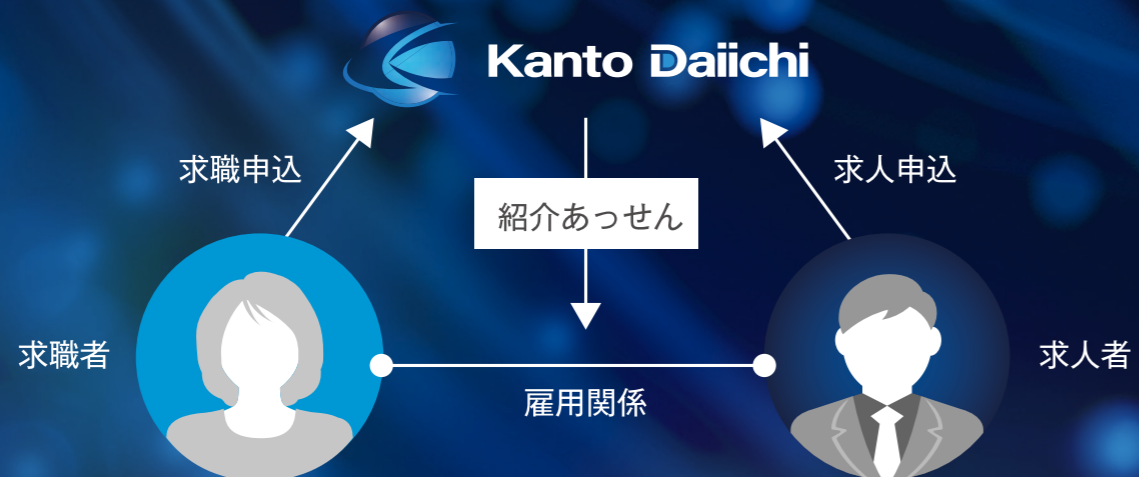 Kanto Daiichi
求職申込
求人申込
紹介あっせん
求職者
求人者
雇用関係